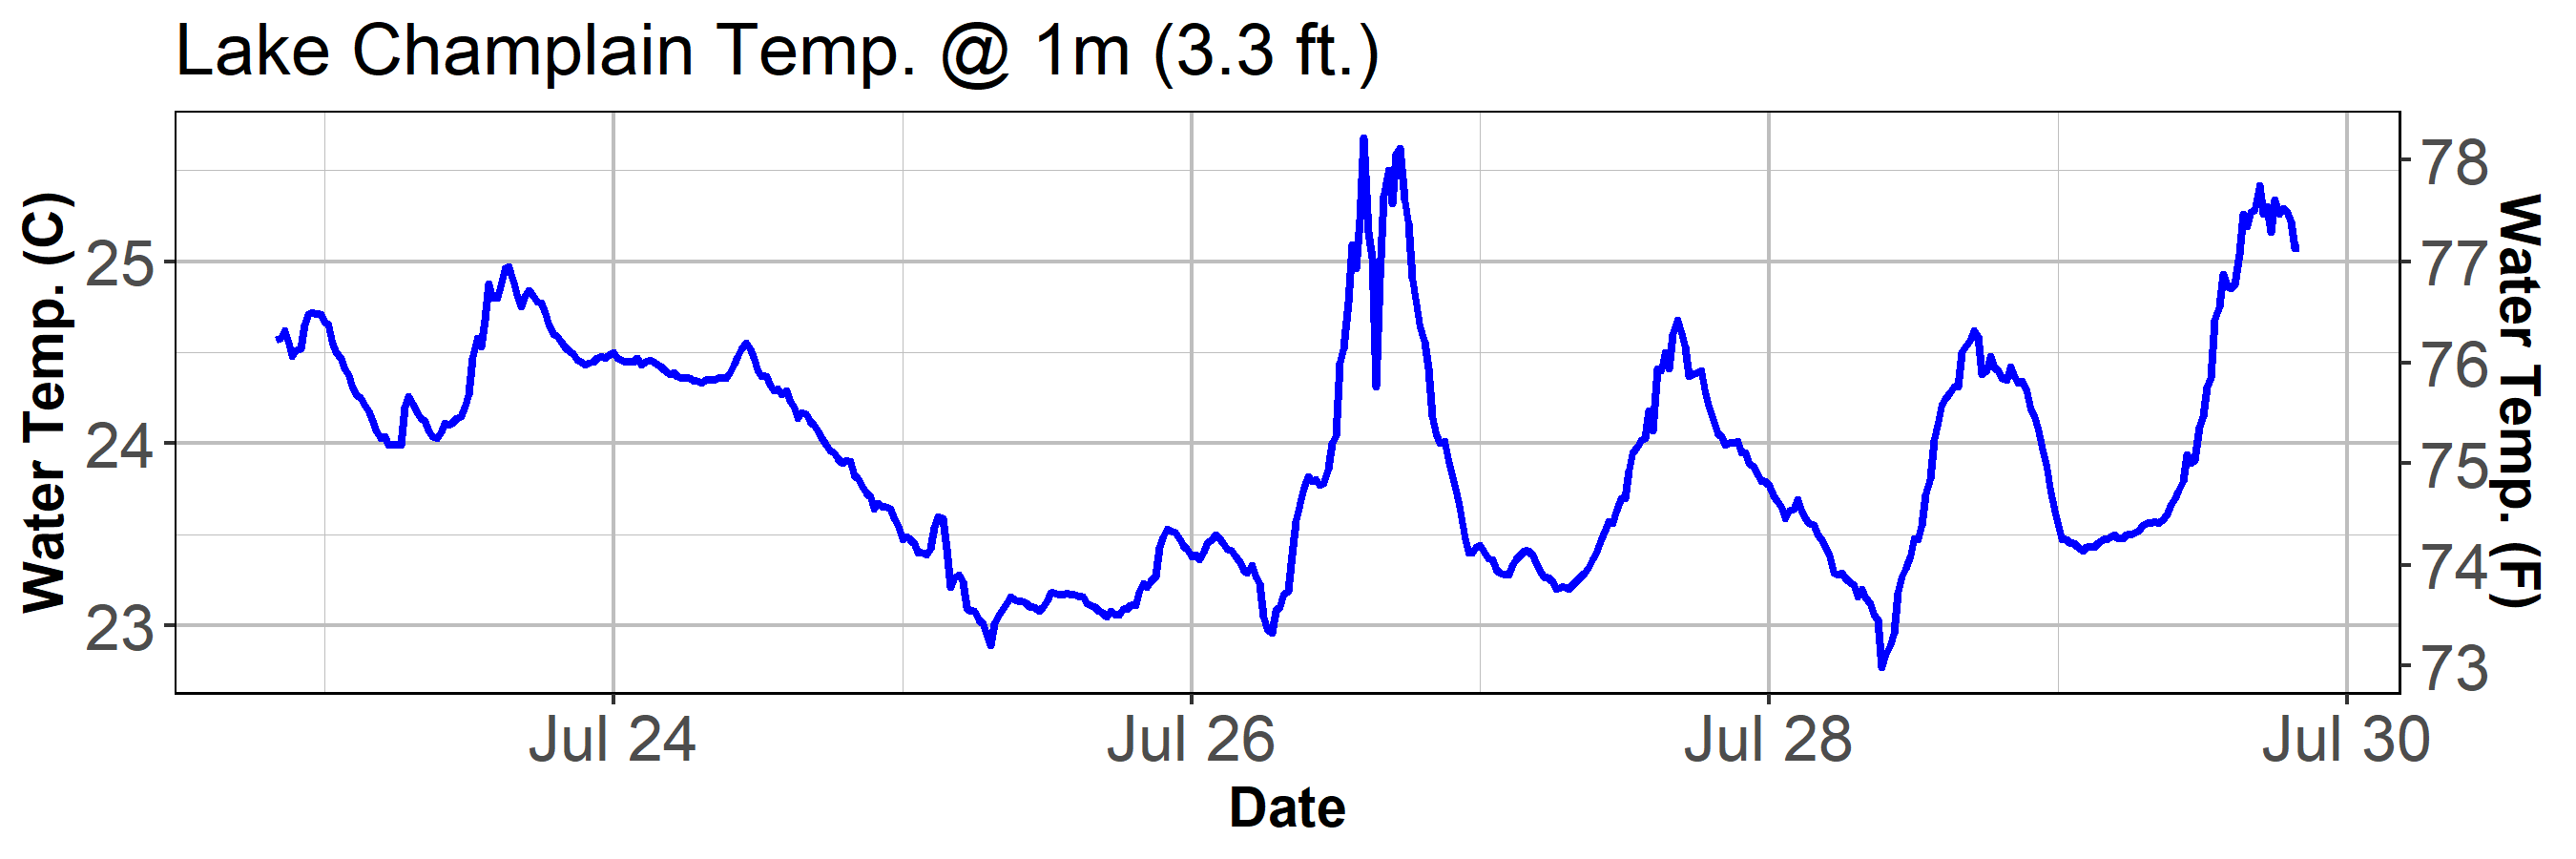 Lake Champlain Temp. @ 1m (3.3 ft.)
Water Temp. (C)
25
24
23
78
77
76
75
74
73
Water Temp. (F)
Jul 24
Jul 26
Jul 28
Jul 30
Date